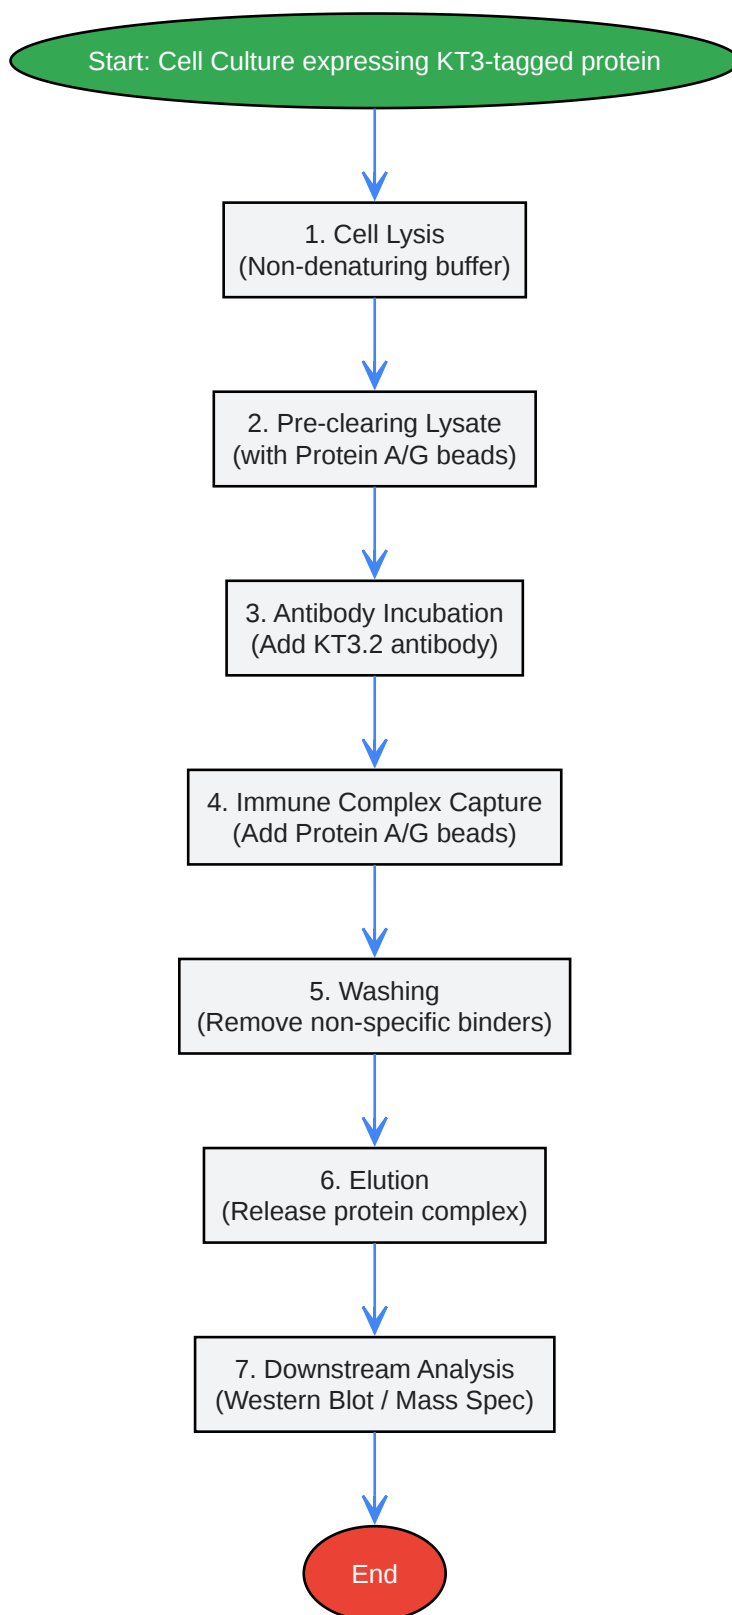 Start: Cell Culture expressing KT3-tagged protein
1. Cell Lysis
(Non-denaturing buffer)
2. Pre-clearing Lysate
(with Protein A/G beads)
3. Antibody Incubation
(Add KT3.2 antibody)
4. Immune Complex Capture
(Add Protein A/G beads)
5. Washing
(Remove non-specific binders)
6. Elution
(Release protein complex)
7. Downstream Analysis
(Western Blot / Mass Spec)
End